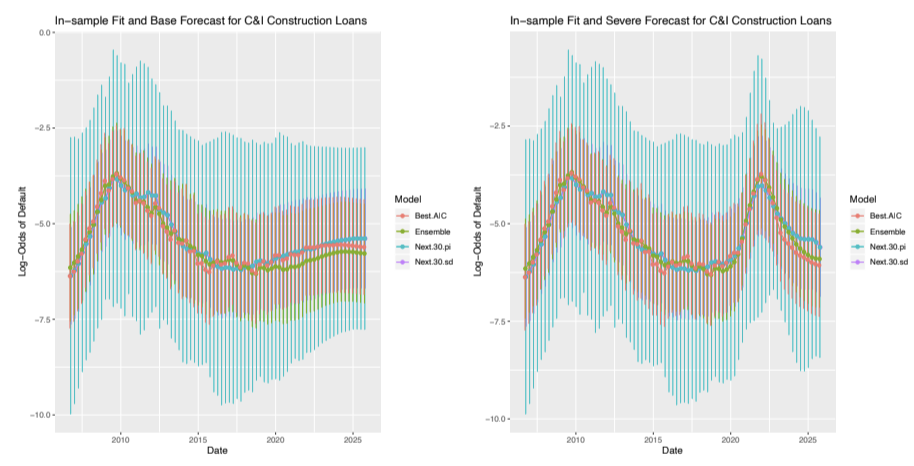 In-sample Fit and Base Forecast for C&I Construction Loans
0.0
−2.5
−5.0
−7.5
−10.0
Log-Odds of Default
2010 2015 2020 2025
Date
Model
Best.AIC
Ensemble
Next.30.pi
Next.30.sd
In-sample Fit and Severe Forecast for C&I Construction Loans
−2.5
−5.0
−7.5
−10.0
Log-Odds of Default
2010 2015 2020 2025
Date
Model
Best.AIC
Ensemble
Next.30.pi
Next.30.sd